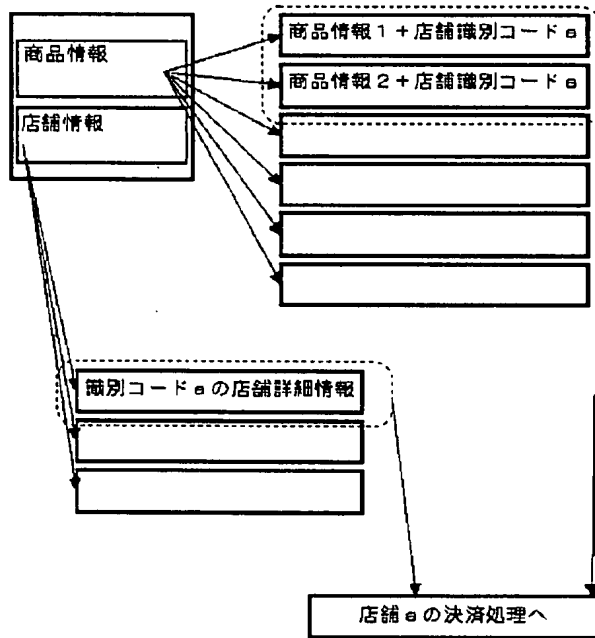 商品情報
店舗情報
商品情報1+店舗識別コードa
商品情報2+店舗識別コードa
識別コードaの店舗詳細情報
店舗aの決済処理へ